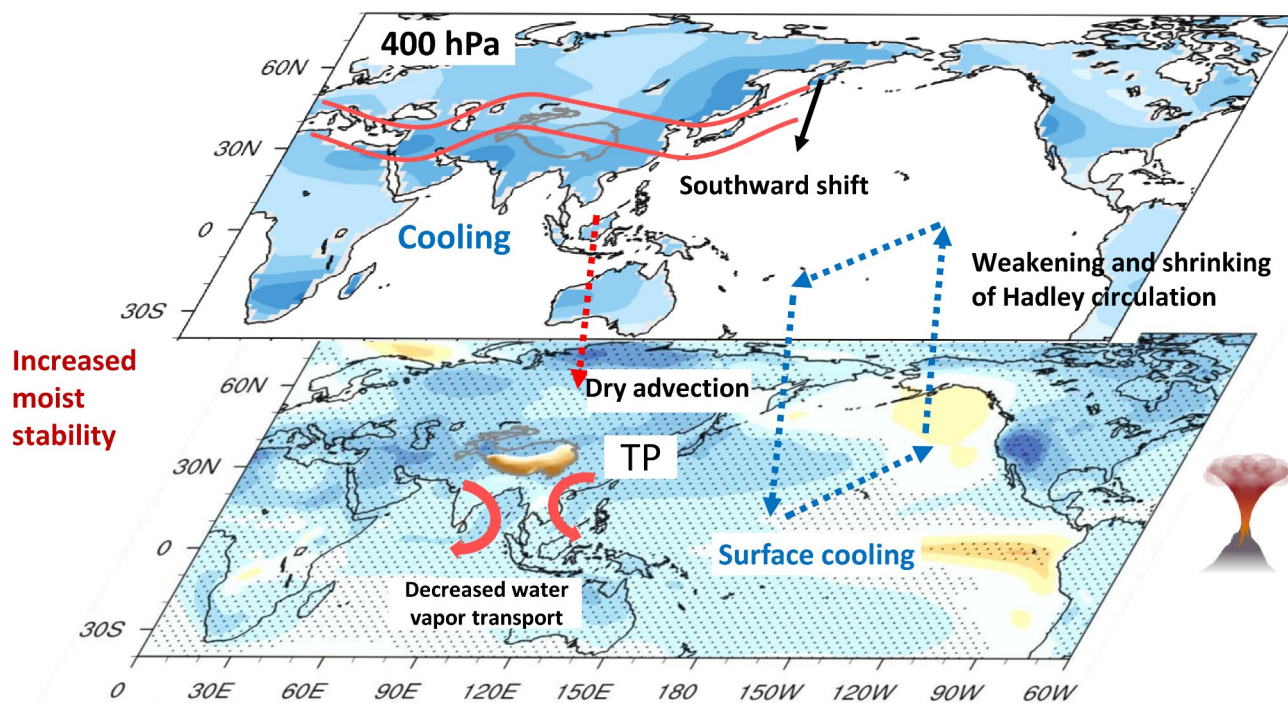 400 hPa
60N
30N
0
30S
Southward shift
Cooling
Weakening and shrinking
of Hadley circulation
Increased
moist
stability
60N
30N
0
30S
Dry advection
TP
Surface cooling
Decreased water
vapor transport
0
30E
60E
90E
120E
150E
180
150W
120W
90W
60W